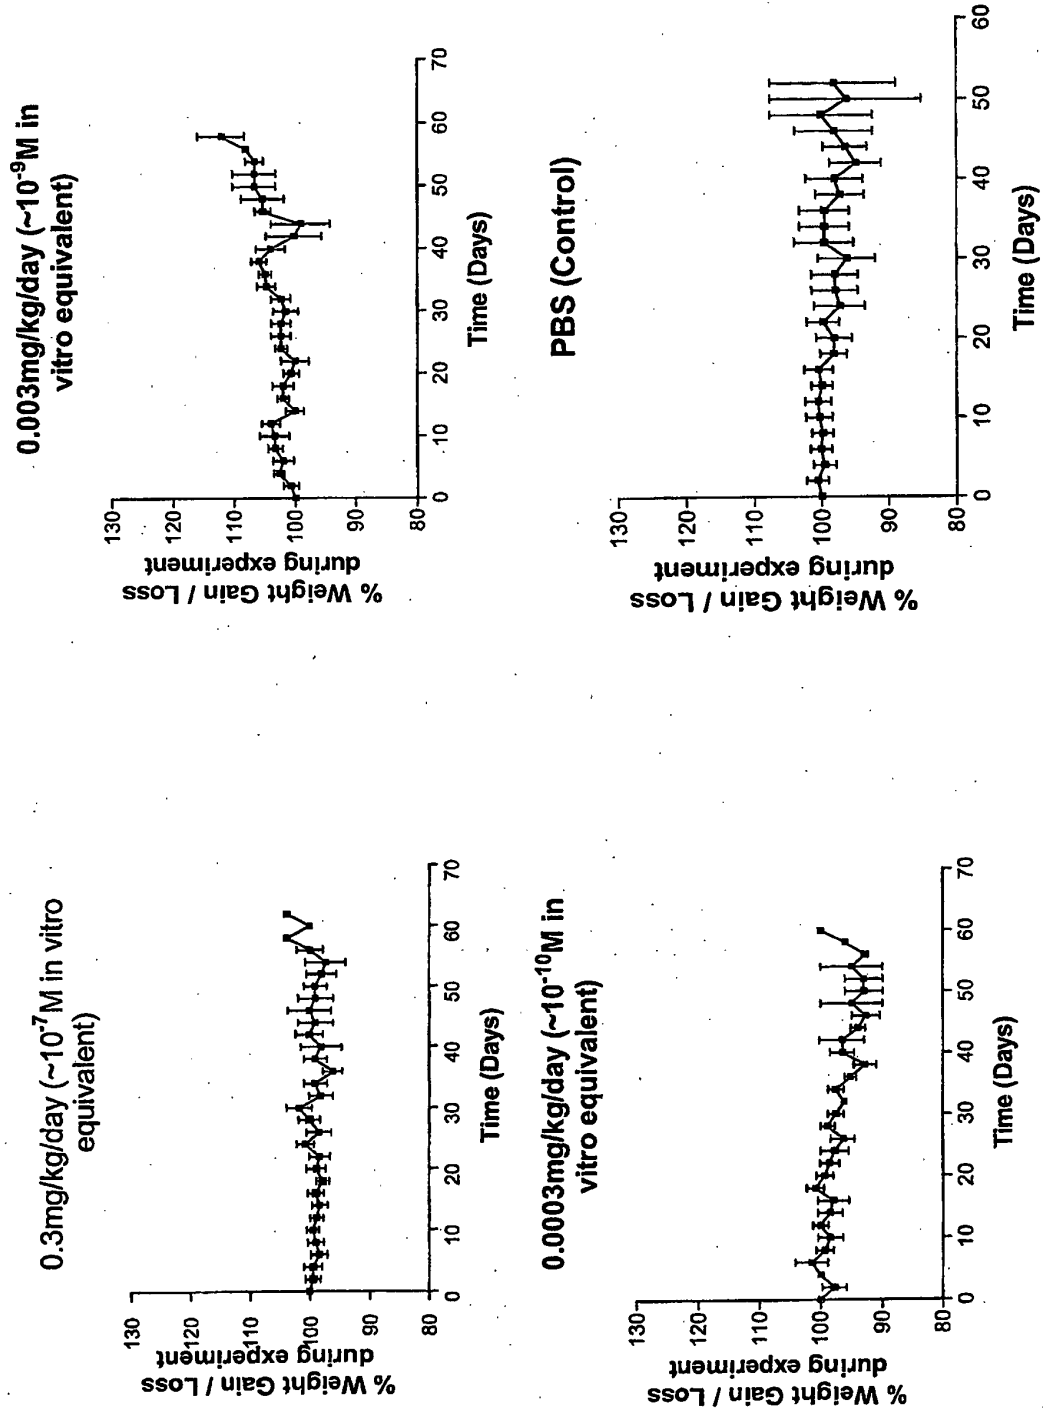 0.3mg/kg/day (~10⁻⁷M in vitro
equivalent)
% Weight Gain / Loss
during experiment
130
120
110
100
90
80
0 10 20 30 40 50 60 70
Time (Days)
0.003mg/kg/day (~10⁻⁹M in
vitro equivalent)
% Weight Gain / Loss
during experiment
130
120
110
100
90
80
0 10 20 30 40 50 60 70
Time (Days)
0.0003mg/kg/day (~10⁻¹⁰M in
vitro equivalent)
% Weight Gain / Loss
during experiment
130
120
110
100
90
80
0 10 20 30 40 50 60 70
Time (Days)
PBS (Control)
% Weight Gain / Loss
during experiment
130
120
110
100
90
80
0 10 20 30 40 50 60
Time (Days)